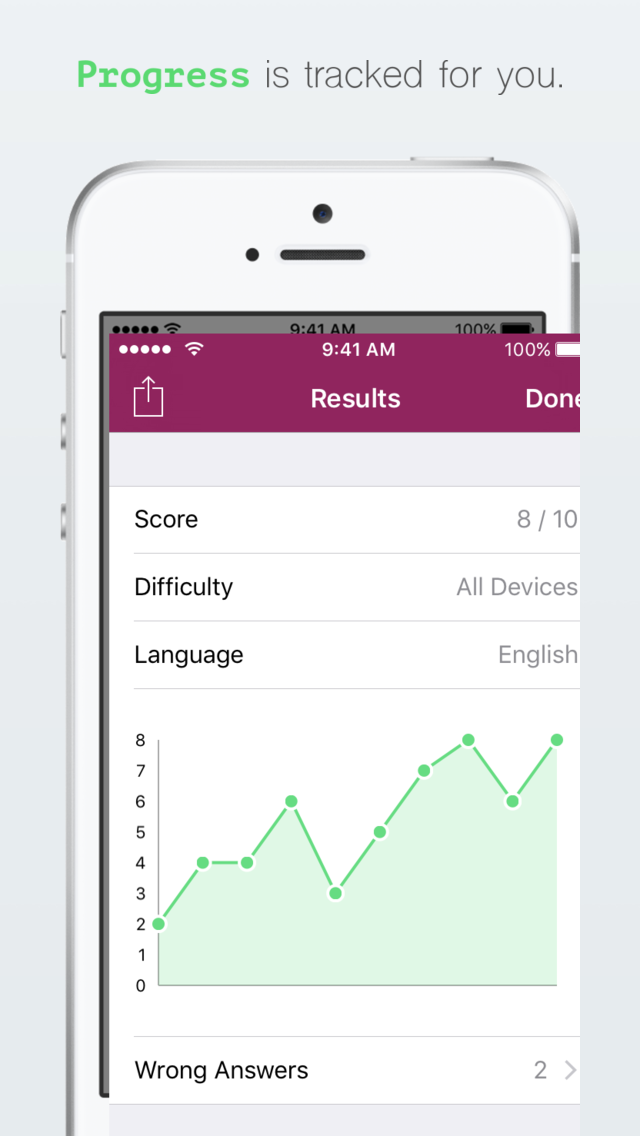 Progress is tracked for you.
9:41 AM 100%
9:41 AM 100%
Results Done
Score 8 / 10
Difficulty All Devices
Language English
8
7
6
5
4
3
2
1
0
Wrong Answers 2